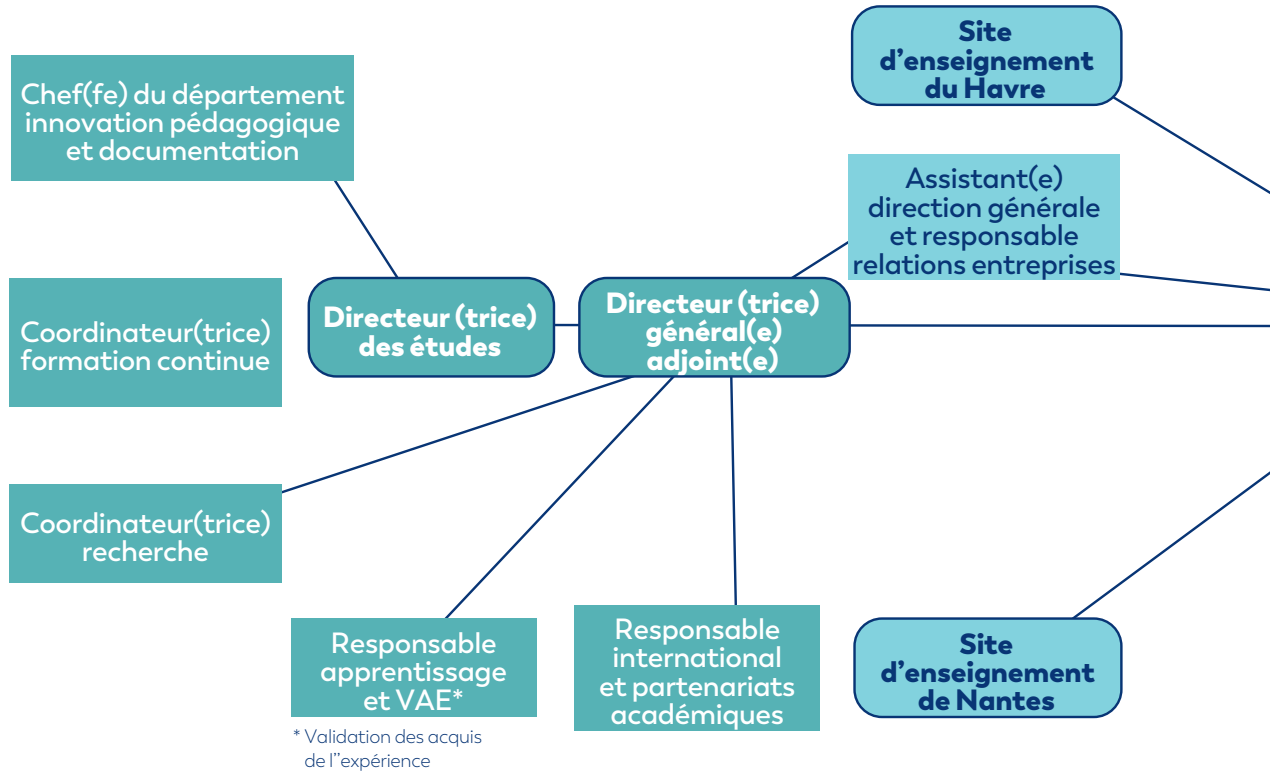 Site
d'enseignement
du Havre
Chef(fe) du département
innovation pédagogique
et documentation
Assistant(e)
direction générale
et responsable
relations entreprises
Coordinateur(trice)
formation continue
Directeur (trice)
des études
Directeur (trice)
général(e)
adjoint(e)
Coordinateur(trice)
recherche
Responsable
apprentissage
et VAE*
* Validation des acquis
de l''expérience
Responsable
international
et partenariats
académiques
Site
d'enseignement
de Nantes